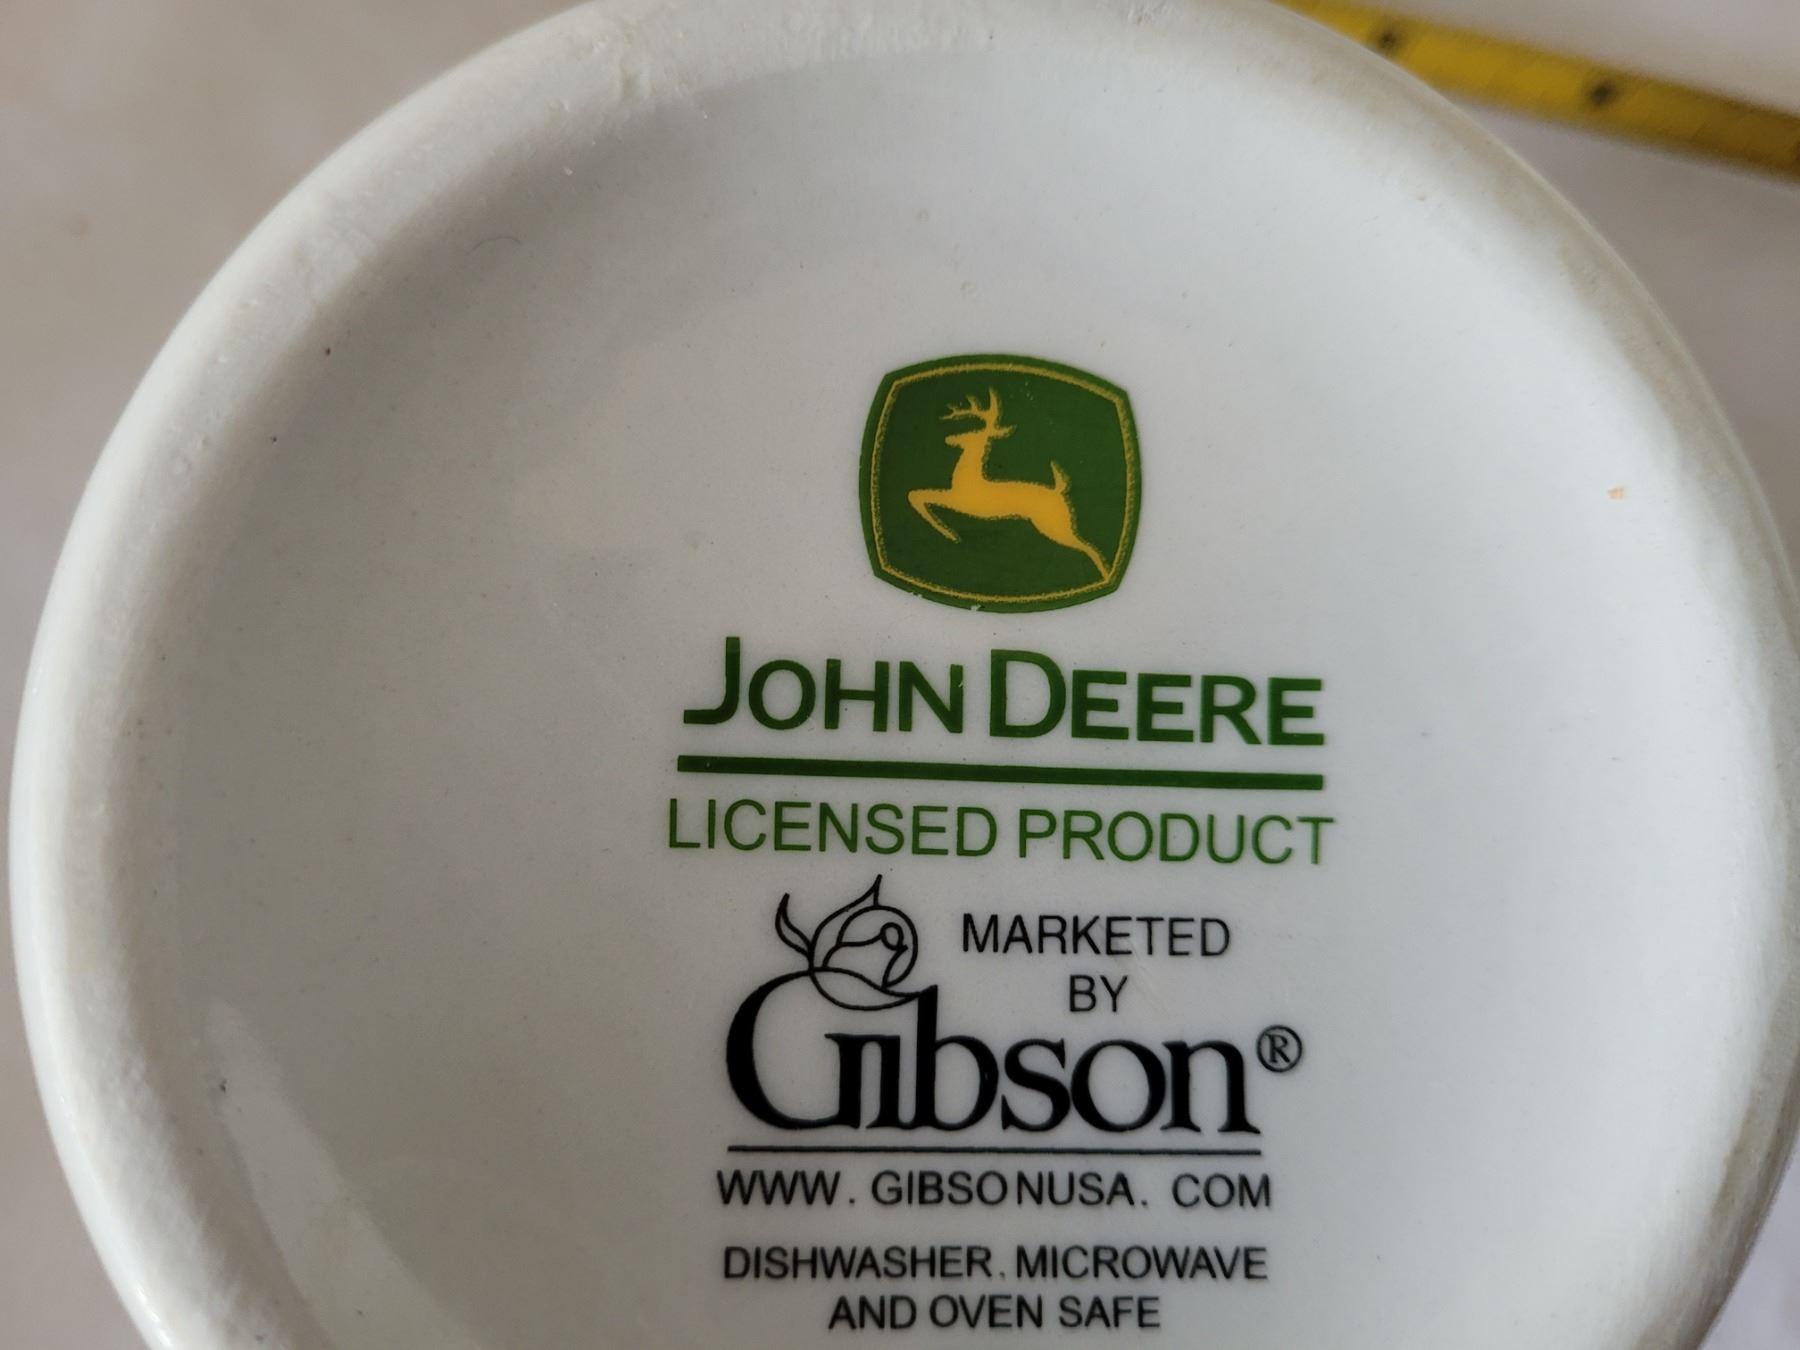 JOHN DEERE
LICENSED PRODUCT
MARKETED
BY
Gibson®
WWW. GIBSONUSA. COM
DISHWASHER, MICROWAVE
AND OVEN SAFE